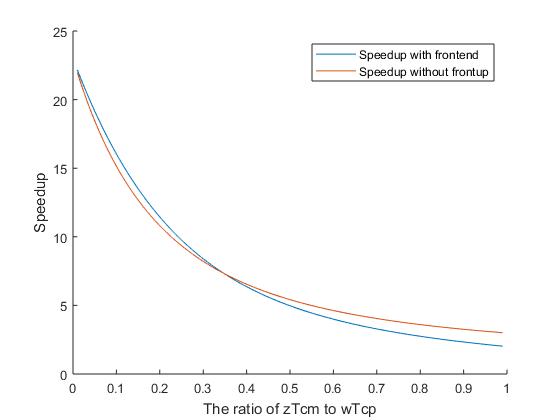 25
20
15
10
5
0
Speedup
Speedup with frontend
Speedup without frontup
0 0.1 0.2 0.3 0.4 0.5 0.6 0.7 0.8 0.9 1
The ratio of zTcm to wTcp